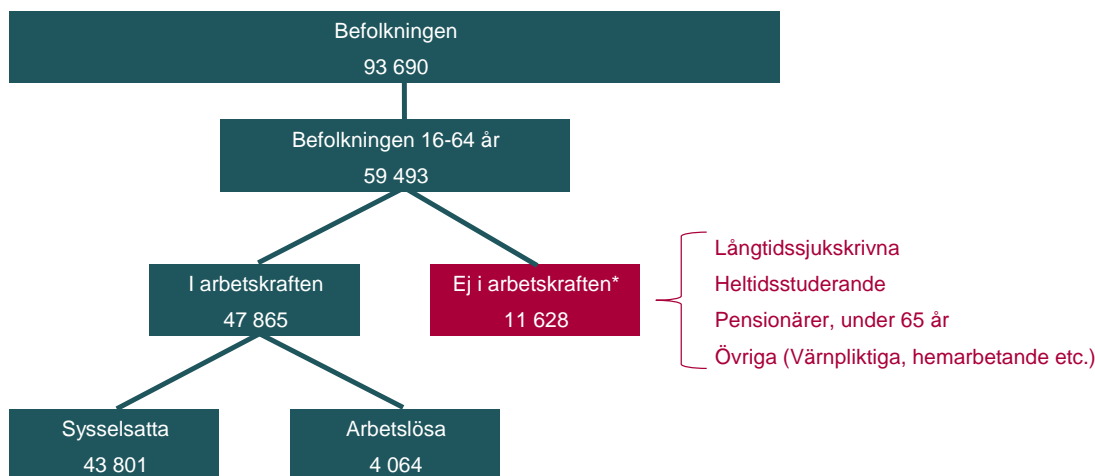 Befolkningen
93 690
Befolkningen 16-64 år
59 493
I arbetskraften
47 865
Ej i arbetskraften*
11 628
Långtidssjukskrivna
Heltidsstuderande
Pensionärer, under 65 år
Övriga (Värnpliktiga, hemarbetande etc.)
Sysselsatta
43 801
Arbetslösa
4 064